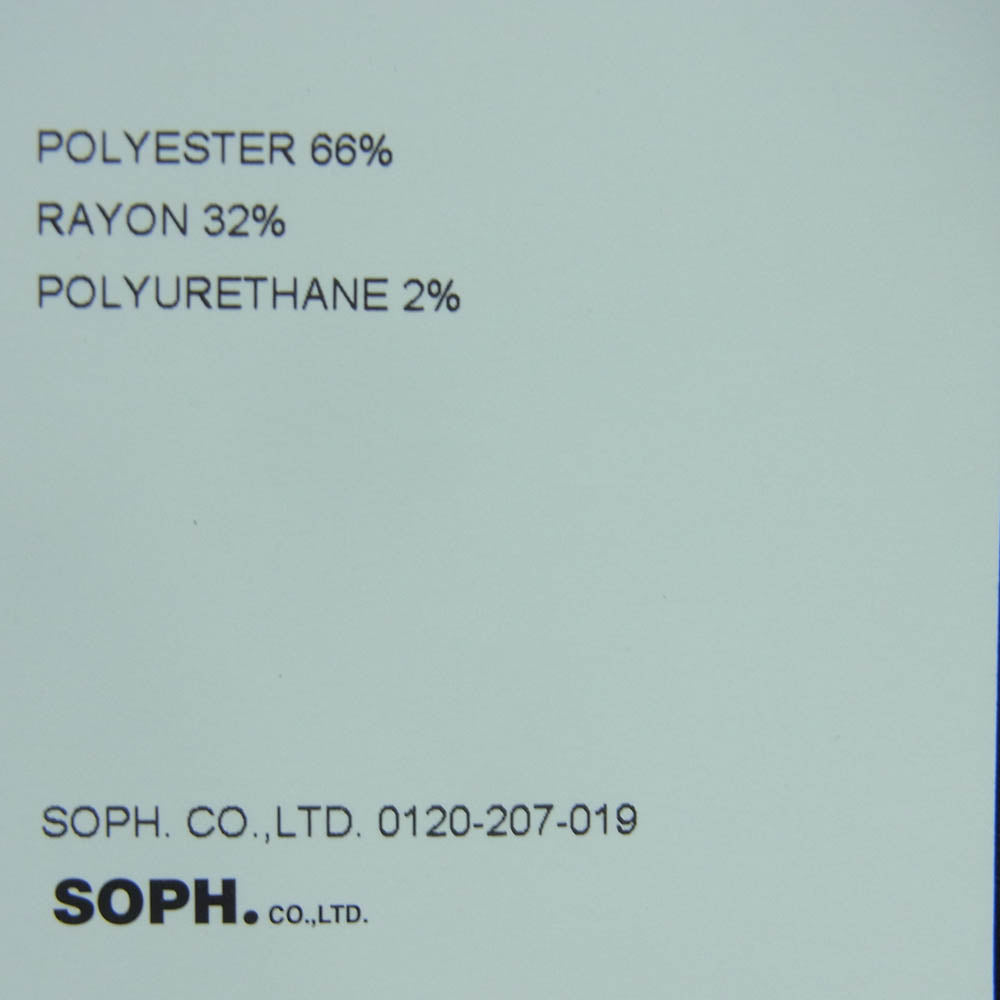 POLYESTER 66%
RAYON 32%
POLYURETHANE 2%
SOPH. CO.,LTD. 0120-207-019
SOPH. CO.,LTD.